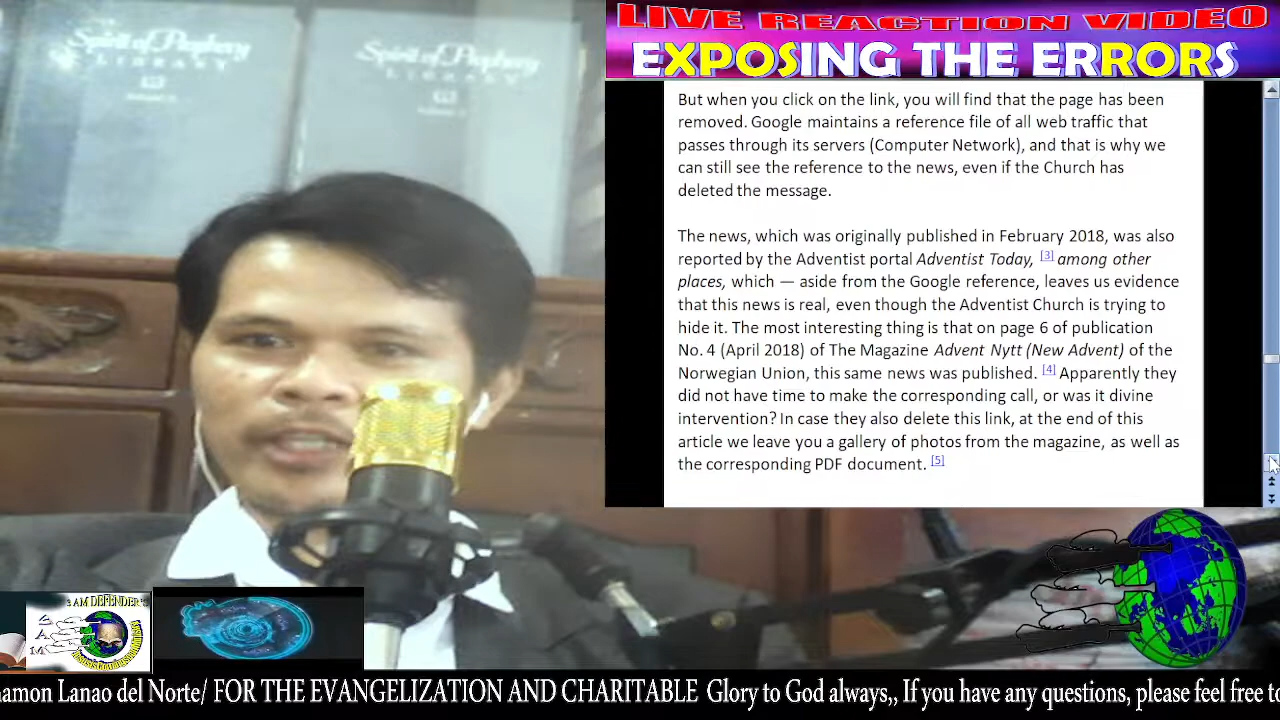 Spirit of Prophecy
LIVE REACTION VIDEO
EXPOSING THE ERRORS
But when you click on the link, you will find that the page has been
removed. Google maintains a reference file of all web traffic that
passes through its servers (Computer Network), and that is why we
can still see the reference to the news, even if the Church has
deleted the message.
The news, which was originally published in February 2018, was also
reported by the Adventist portal Adventist Today, [3] among other
places, which — aside from the Google reference, leaves us evidence
that this news is real, even though the Adventist Church is trying to
hide it. The most interesting thing is that on page 6 of publication
No. 4 (April 2018) of The Magazine Advent Nytt (New Advent) of the
Norwegian Union, this same news was published. [4] Apparently they
did not have time to make the corresponding call, or was it divine
intervention? In case they also delete this link, at the end of this
article we leave you a gallery of photos from the magazine, as well as
the corresponding PDF document. [5]
AM DEFENDER'S
S
A
M
amon Lanao del Norte/ FOR THE EVANGELIZATION AND CHARITABLE Glory to God always,, If you have any questions, please feel free to